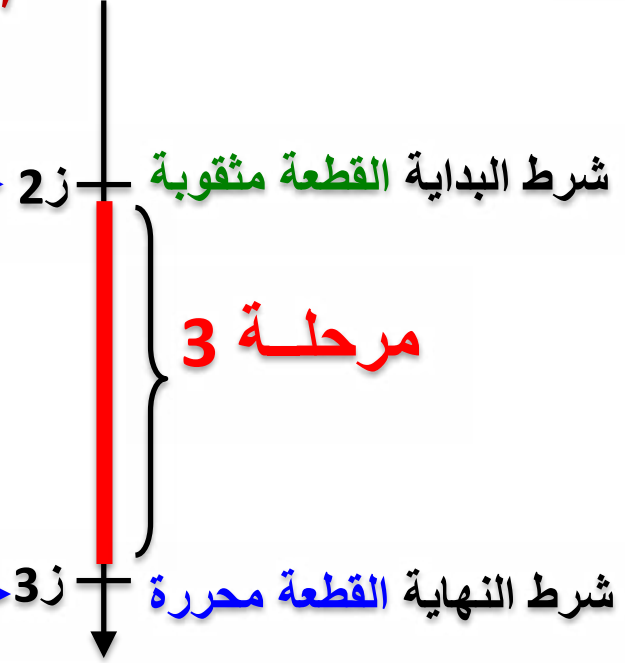 شرط البداية القطعة مثقوبة
ز2
مرحلــة 3
شرط النهاية القطعة محررة
ز3